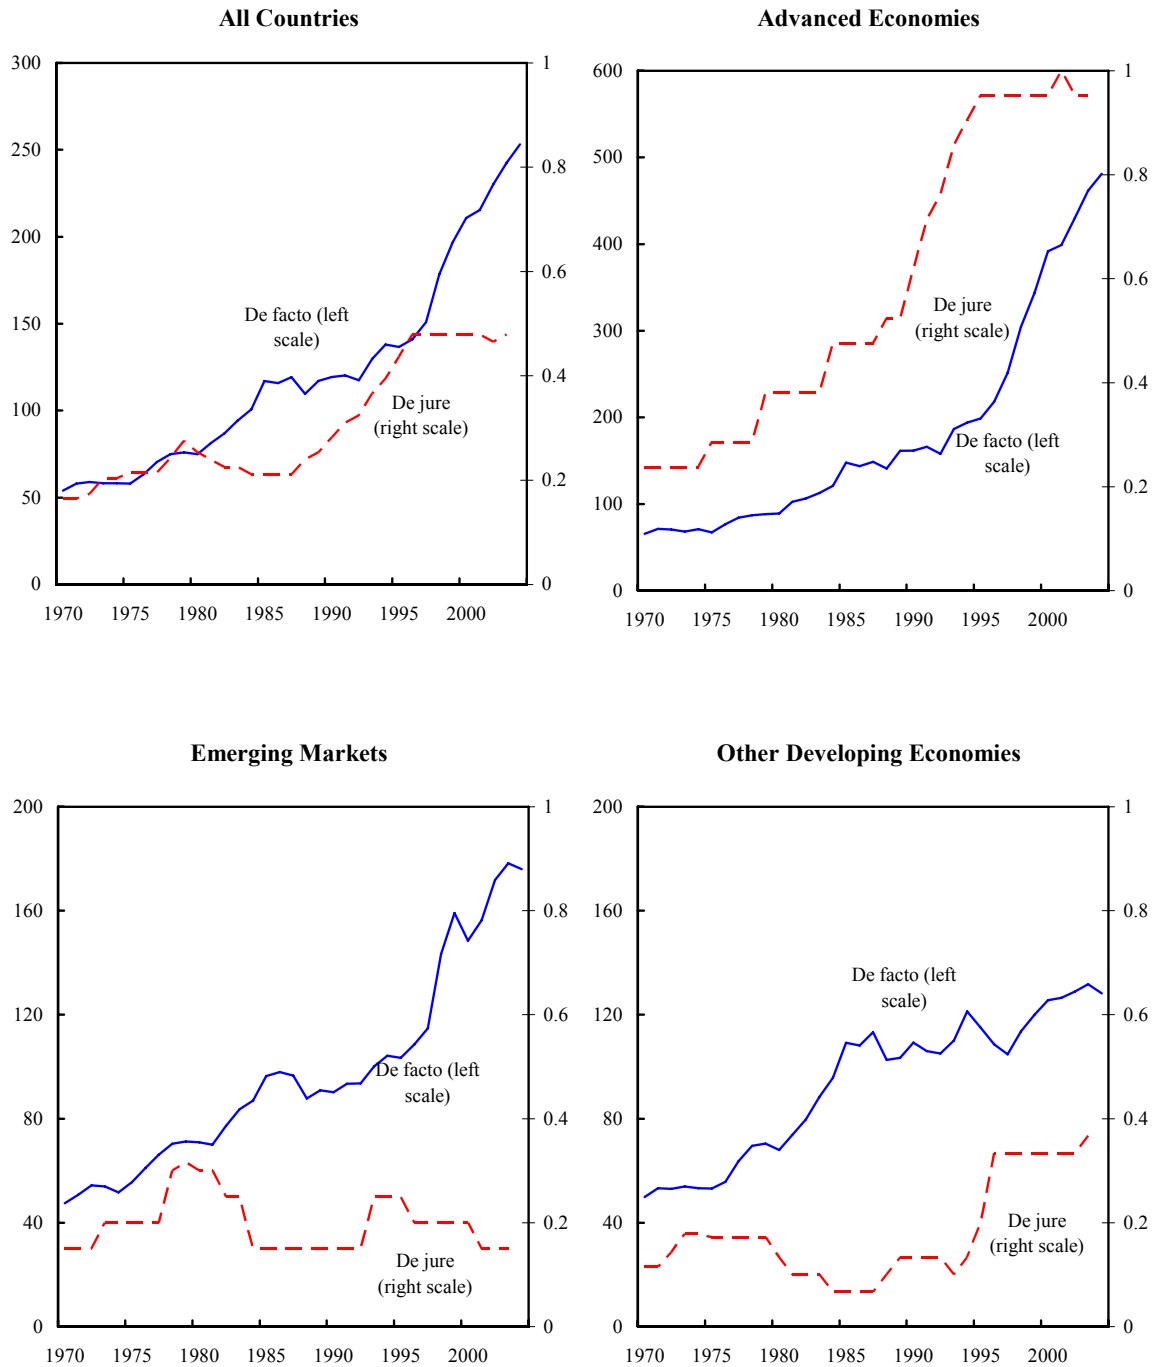 All Countries
300
250
200
150
100
50
0
1
0.8
0.6
0.4
0.2
0
De facto (left
scale)
De jure
(right scale)
1970 1975 1980 1985 1990 1995 2000
Advanced Economies
600
500
400
300
200
100
0
1
0.8
0.6
0.4
0.2
0
De jure
(right scale)
De facto (left
scale)
1970 1975 1980 1985 1990 1995 2000
Emerging Markets
200
160
120
80
40
0
1
0.8
0.6
0.4
0.2
0
De facto (left
scale)
De jure
(right scale)
1970 1975 1980 1985 1990 1995 2000
Other Developing Economies
200
160
120
80
40
0
1
0.8
0.6
0.4
0.2
0
De facto (left
scale)
De jure
(right scale)
1970 1975 1980 1985 1990 1995 2000